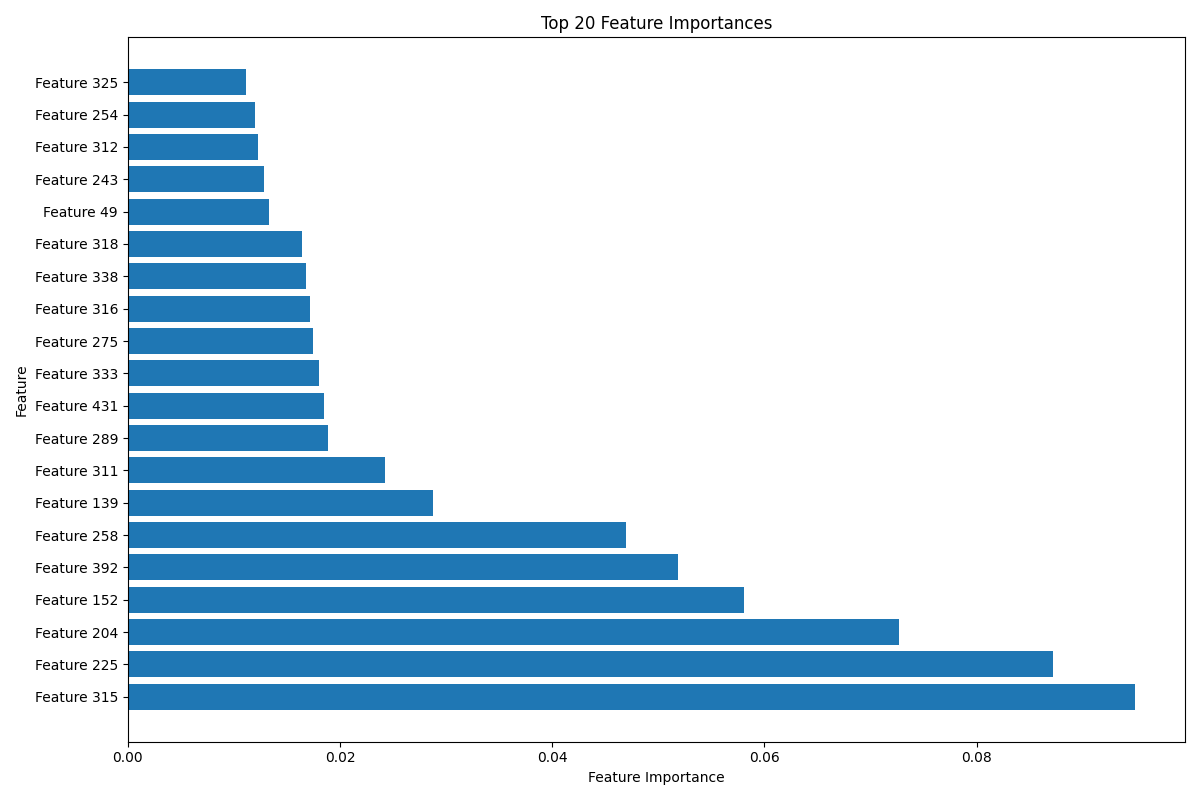 Top 20 Feature Importances
Feature 325
Feature 254
Feature 312
Feature 243
Feature 49
Feature 318
Feature 338
Feature 316
Feature 275
Feature 333
Feature 431
Feature 289
Feature 311
Feature 139
Feature 258
Feature 392
Feature 152
Feature 204
Feature 225
Feature 315
Feature
0.00 0.02 0.04 0.06 0.08
Feature Importance